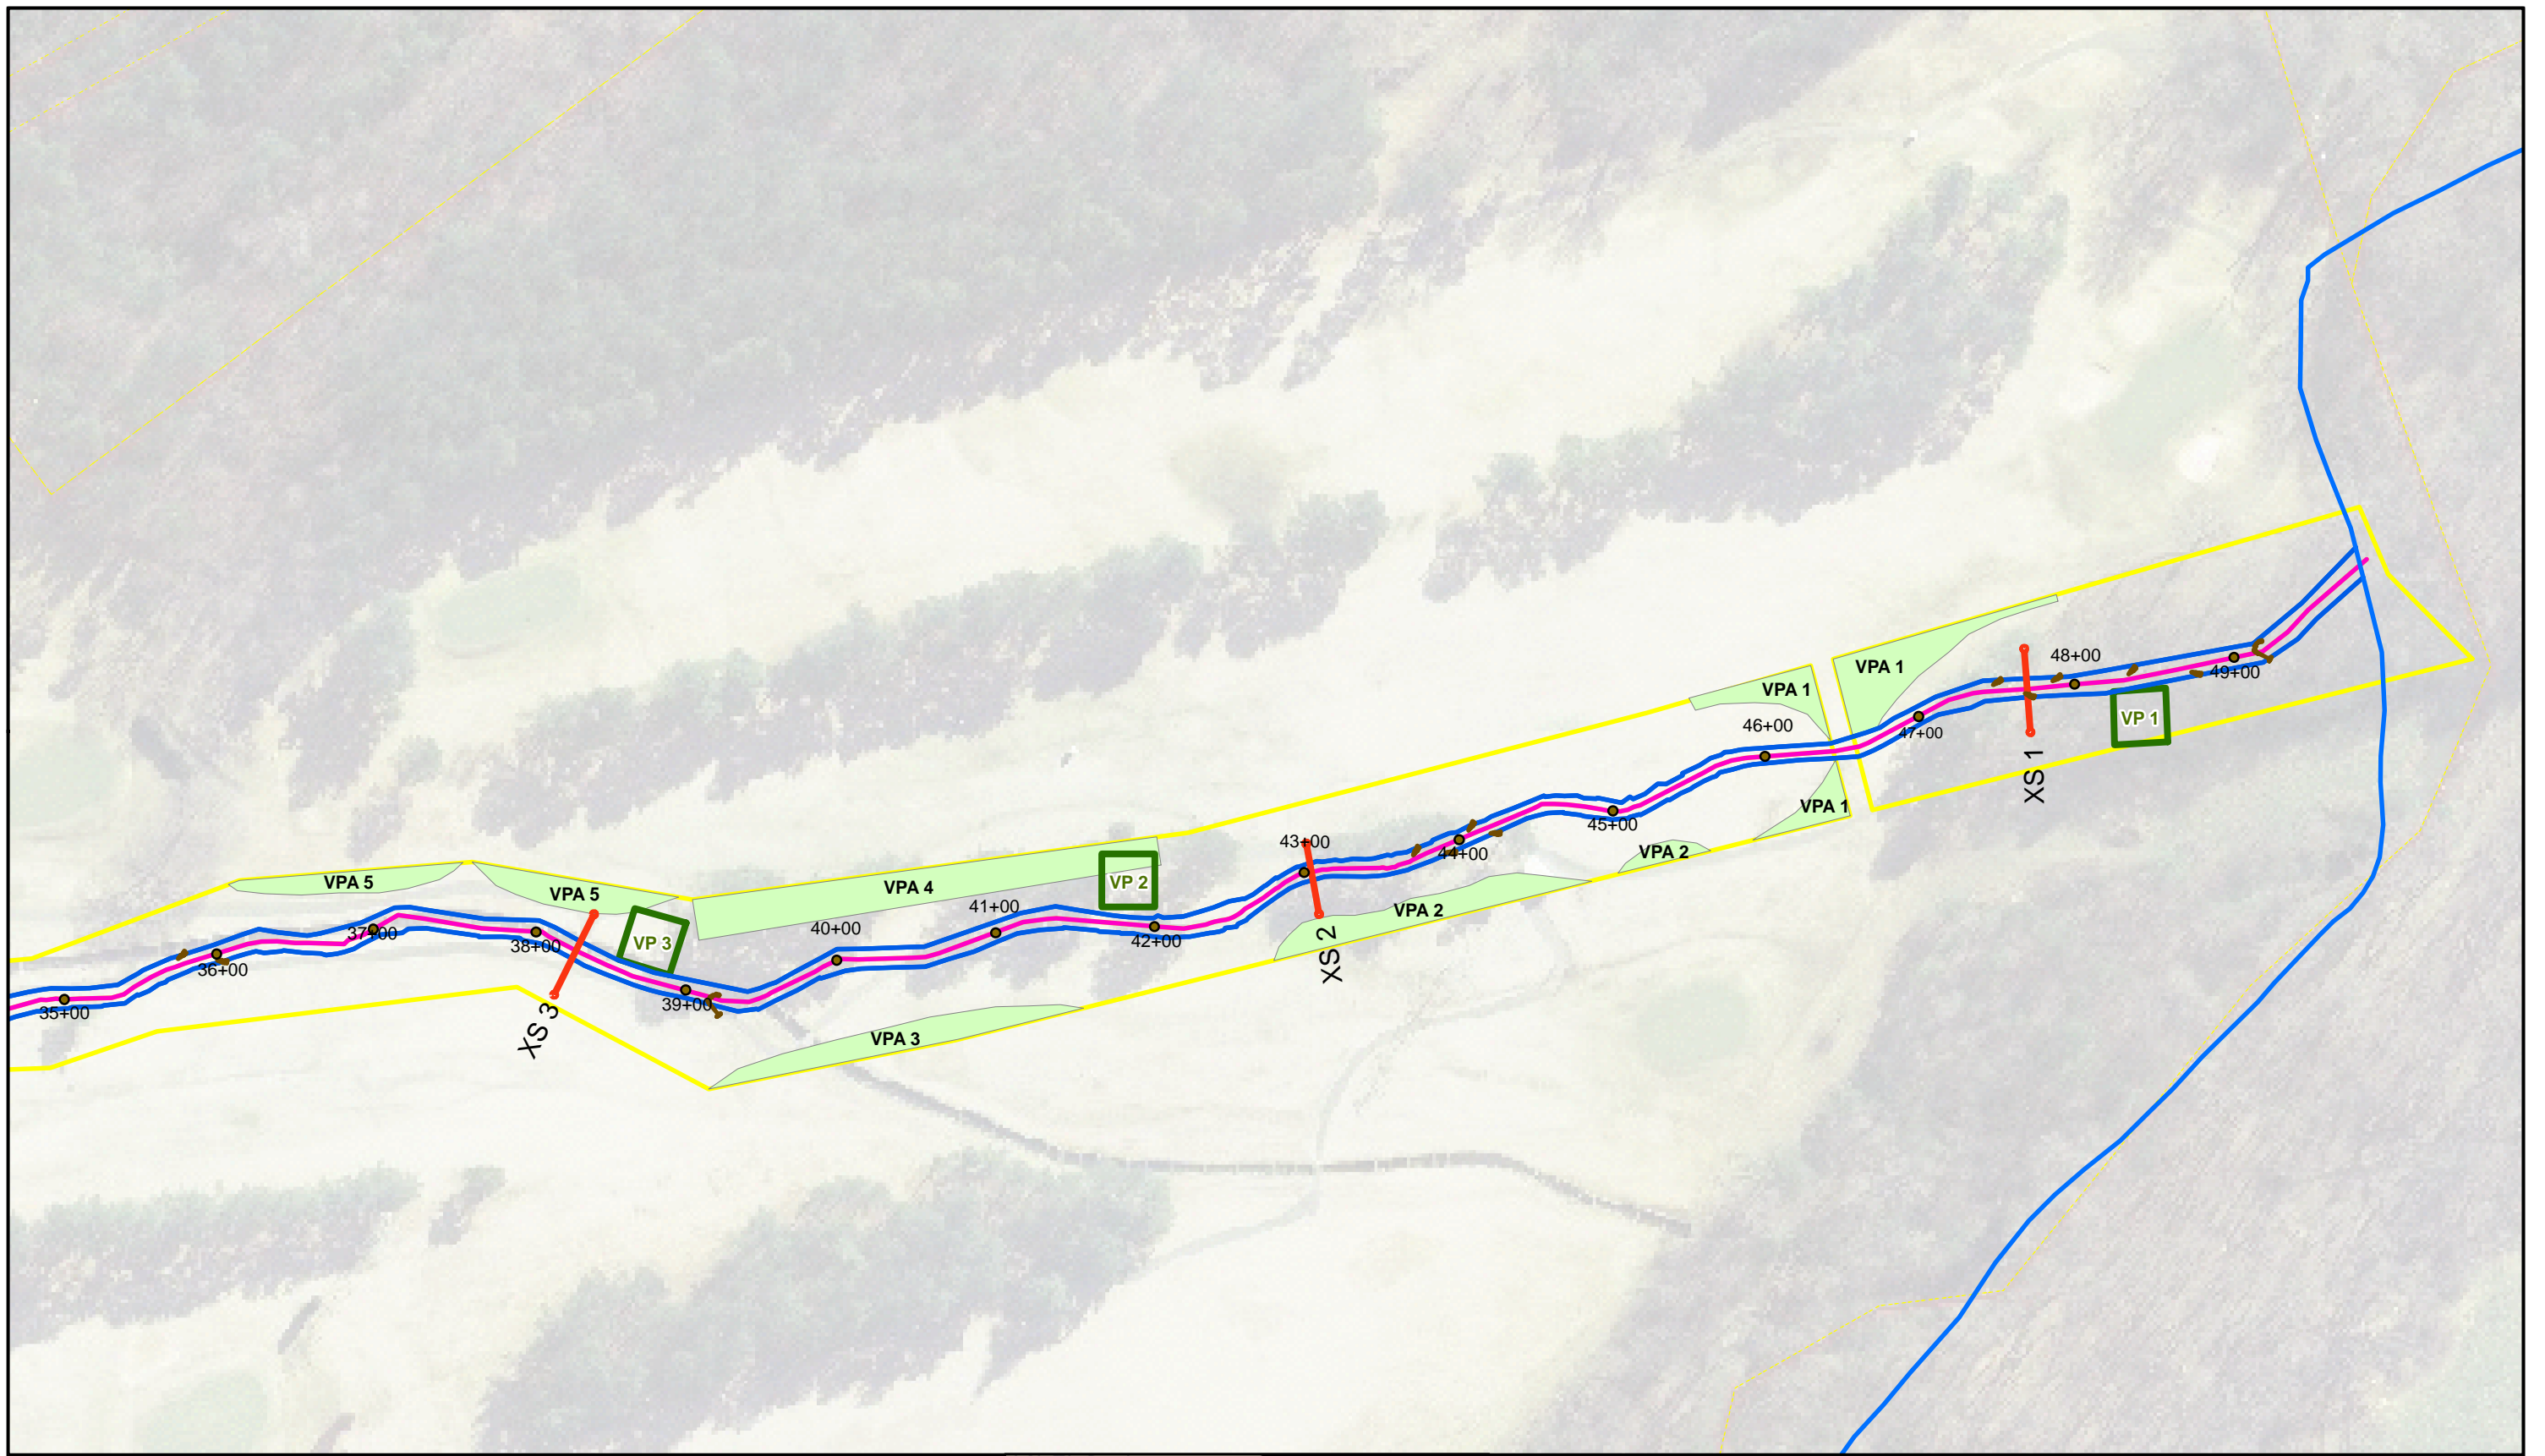 48+00
49+00
VPA 1
VPA 1
VP 1
46+00
47+00
XS 1
VPA 1
45+00
43+00
44+00
VPA 2
VPA 5
VPA 5
VPA 4
VP 2
VPA 2
41+00
40+00
37+00
38+00
VP 3
42+00
XS 2
36+00
39+00
35+00
XS 3
VPA 3